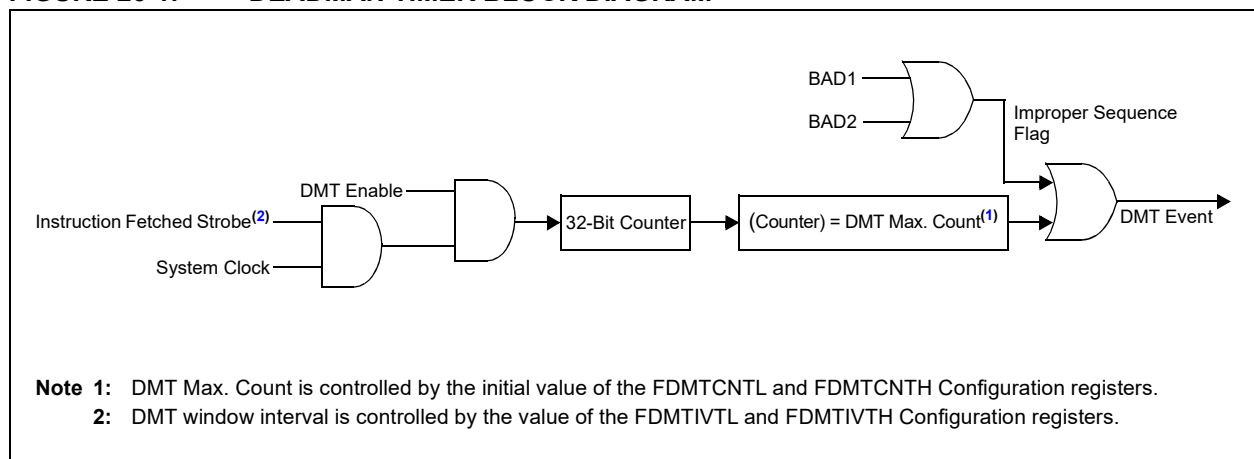 BAD1
BAD2
Improper Sequence
Flag
DMT Enable
Instruction Fetched Strobe(2)
32-Bit Counter
(Counter) = DMT Max. Count(1)
DMT Event
System Clock
Note 1: DMT Max. Count is controlled by the initial value of the FDMTCNTL and FDMTCNTH Configuration registers.
2: DMT window interval is controlled by the value of the FDMTIVTL and FDMTIVTH Configuration registers.